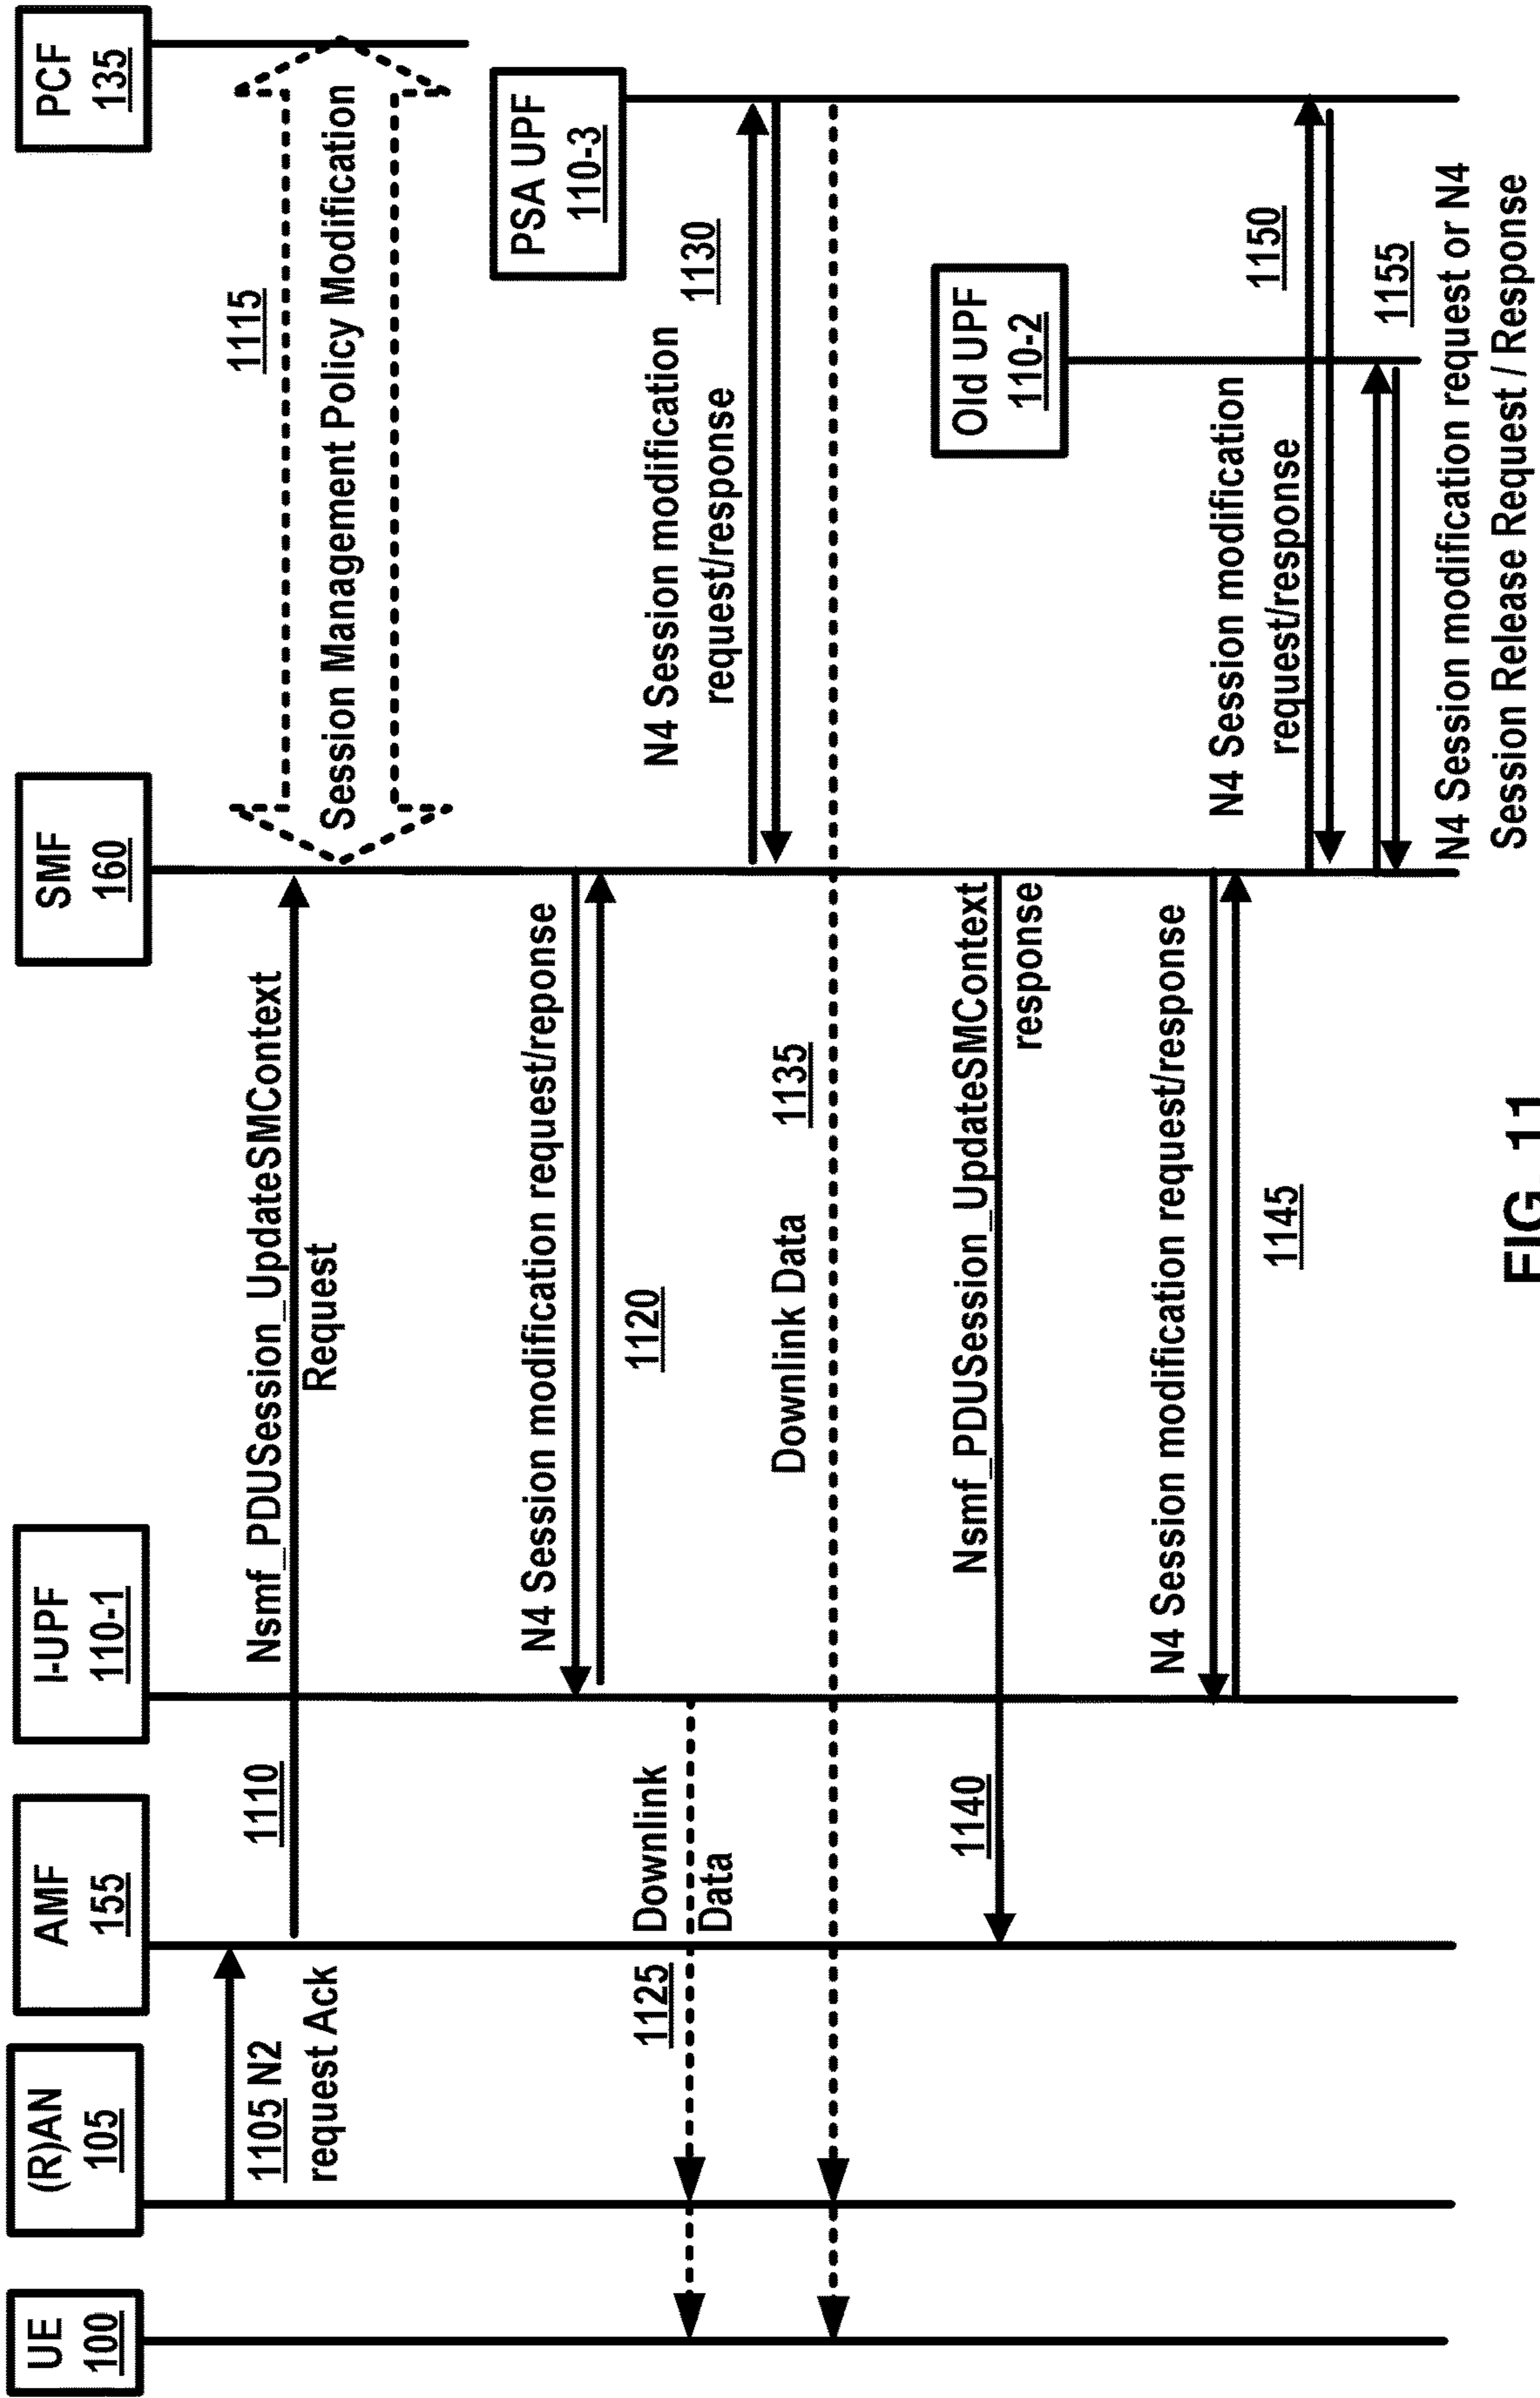 UE
100
(R)AN
105
AMF
155
I-UPF
110-1
SMF
160
PCF
135
1105 N2
request Ack
1110
Nsmf_PDUSession_UpdateSMContext
Request
1115
Session Management Policy Modification
N4 Session modification request/reponse
1120
PSA UPF
110-3
1125
Downlink
Data
N4 Session modification
request/response
1130
Downlink Data
1135
1140
Nsmf_PDUSession_UpdateSMContext
response
Old UPF
110-2
N4 Session modification request/response
1145
N4 Session modification
request/response
1150
1155
N4 Session modification request or N4
Session Release Request / Response
FIG. 11